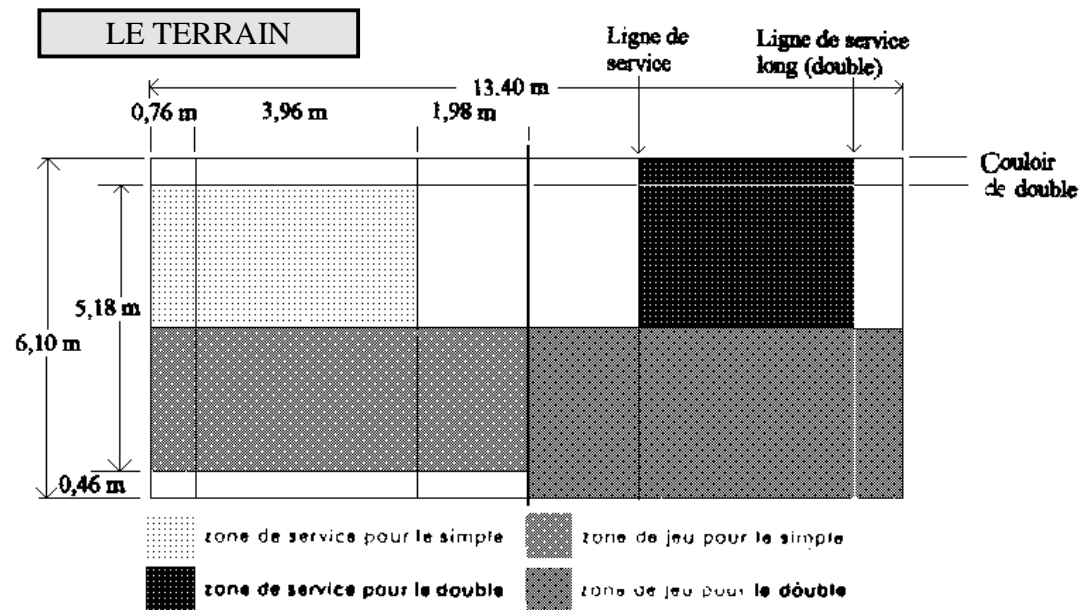 LE TERRAIN
Ligne de
service
Ligne de service
long (double)
13.40 m
0,76 m
3,96 m
1,98 m
Couloir
de double
5,18 m
6,10 m
0,46 m
zone de service pour le simple
zone de jeu pour le simple
zone de service pour le double
zone de jeu pour le double